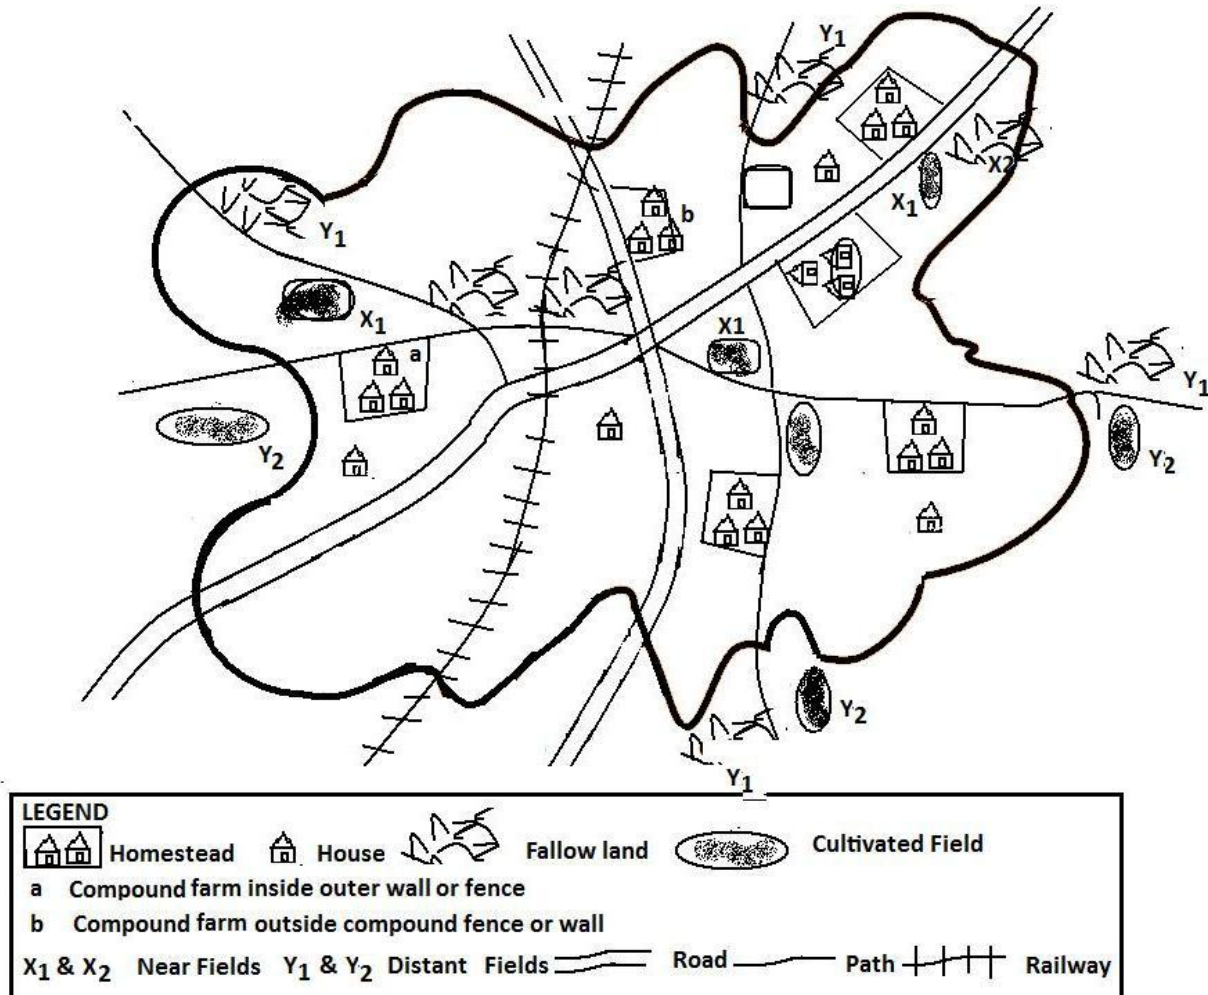 Y1
b
X2
X1
Y1
X1
a
X1
Y1
Y2
Y2
Y2
Y1
LEGEND
Homestead House Fallow land Cultivated Field
a Compound farm inside outer wall or fence
b Compound farm outside compound fence or wall
X1 & X2 Near Fields Y1 & Y2 Distant Fields Road Path Railway